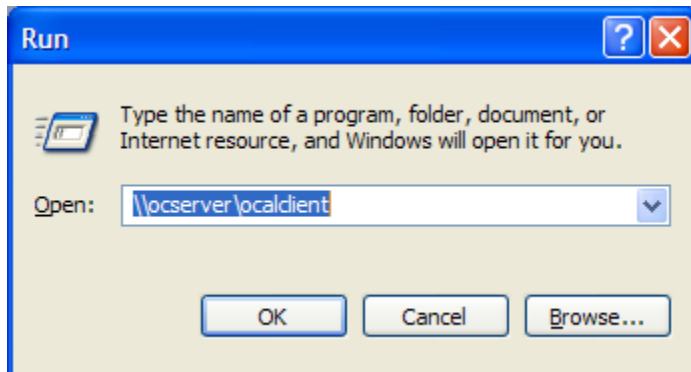 Run
Type the name of a program, folder, document, or
Internet resource, and Windows will open it for you.
Open: \\ocserver\ocalclient
OK Cancel Browse...